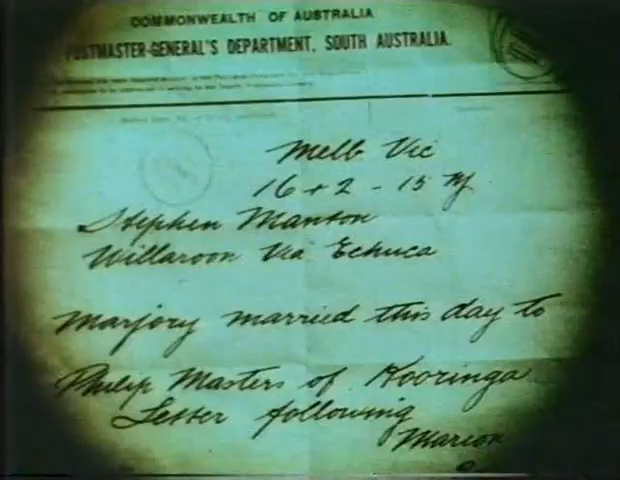 COMMONWEALTH OF AUSTRALIA
POSTMASTER-GENERAL'S DEPARTMENT, SOUTH AUSTRALIA.
Melb Vic
16 + 2 - 15
Stephen Manton
Willaroon Via Echuca
Marjory married this day to
Philip Masters of Kooringa
Letter following
Marion